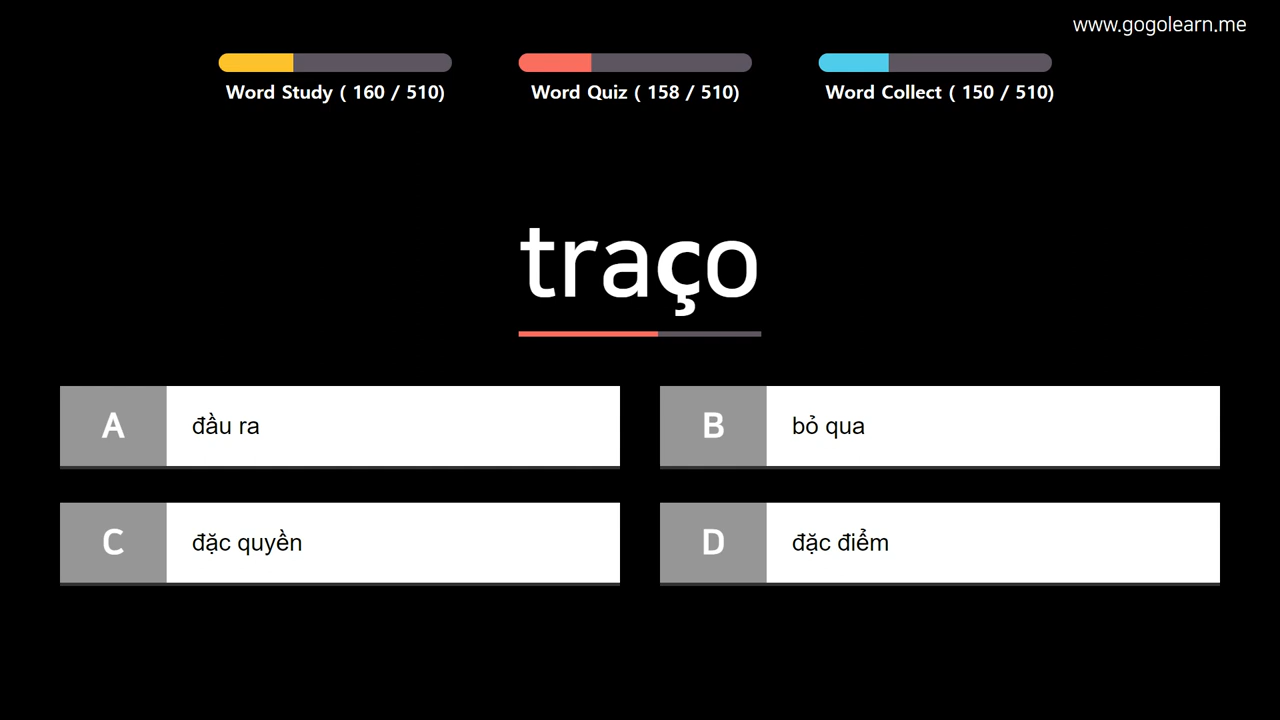 www.gogolearn.me
Word Study ( 160 / 510)
Word Quiz ( 158 / 510)
Word Collect ( 150 / 510)
traço
A đầu ra
B bỏ qua
C đặc quyền
D đặc điểm